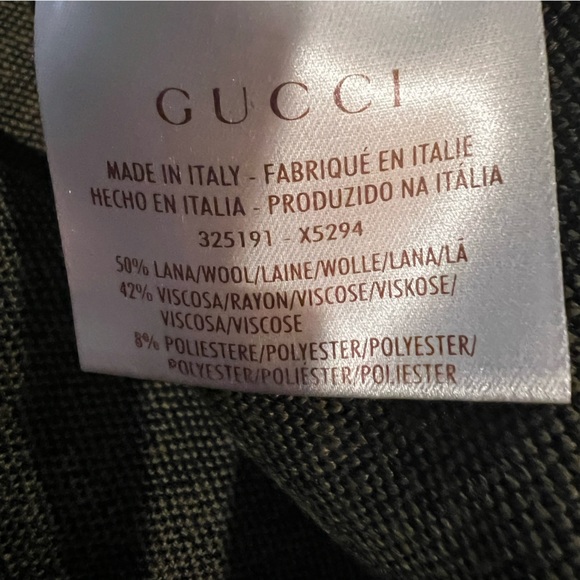 GUCCI
MADE IN ITALY - FABRIQUÉ EN ITALIE
HECHO EN ITALIA - PRODUZIDO NA ITALIA
325191 - X5294
50% LANA/WOOL/LAINE/WOLLE/LANA/LÃ
42% VISCOSA/RAYON/VISCOSE/VISKOSE/
VISCOSA/VISCOSE
8% POLIESTERE/POLYESTER/POLYESTER/
POLYESTER/POLIÉSTER/POLIESTER